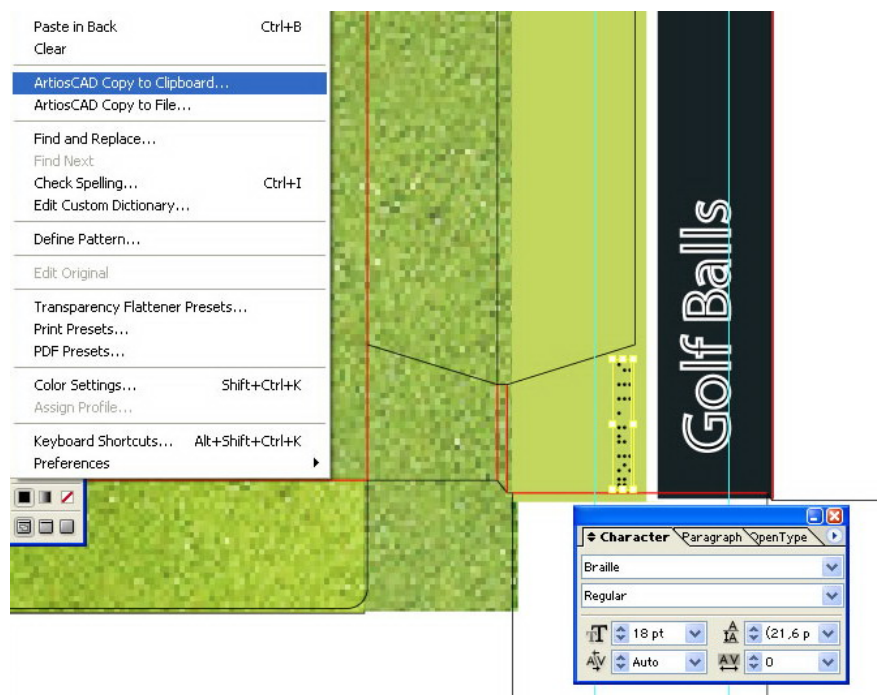 Paste in Back Ctrl+B
Clear
ArtiosCAD Copy to Clipboard...
ArtiosCAD Copy to File...
Find and Replace...
Find Next
Check Spelling... Ctrl+I
Edit Custom Dictionary...
Define Pattern...
Edit Original
Transparency Flattener Presets...
Print Presets...
PDF Presets...
Color Settings... Shift+Ctrl+K
Assign Profile...
Keyboard Shortcuts... Alt+Shift+Ctrl+K
Preferences
Golf Balls
Character Paragraph OpenType
Braille
Regular
18 pt (21,6 p
Auto 0